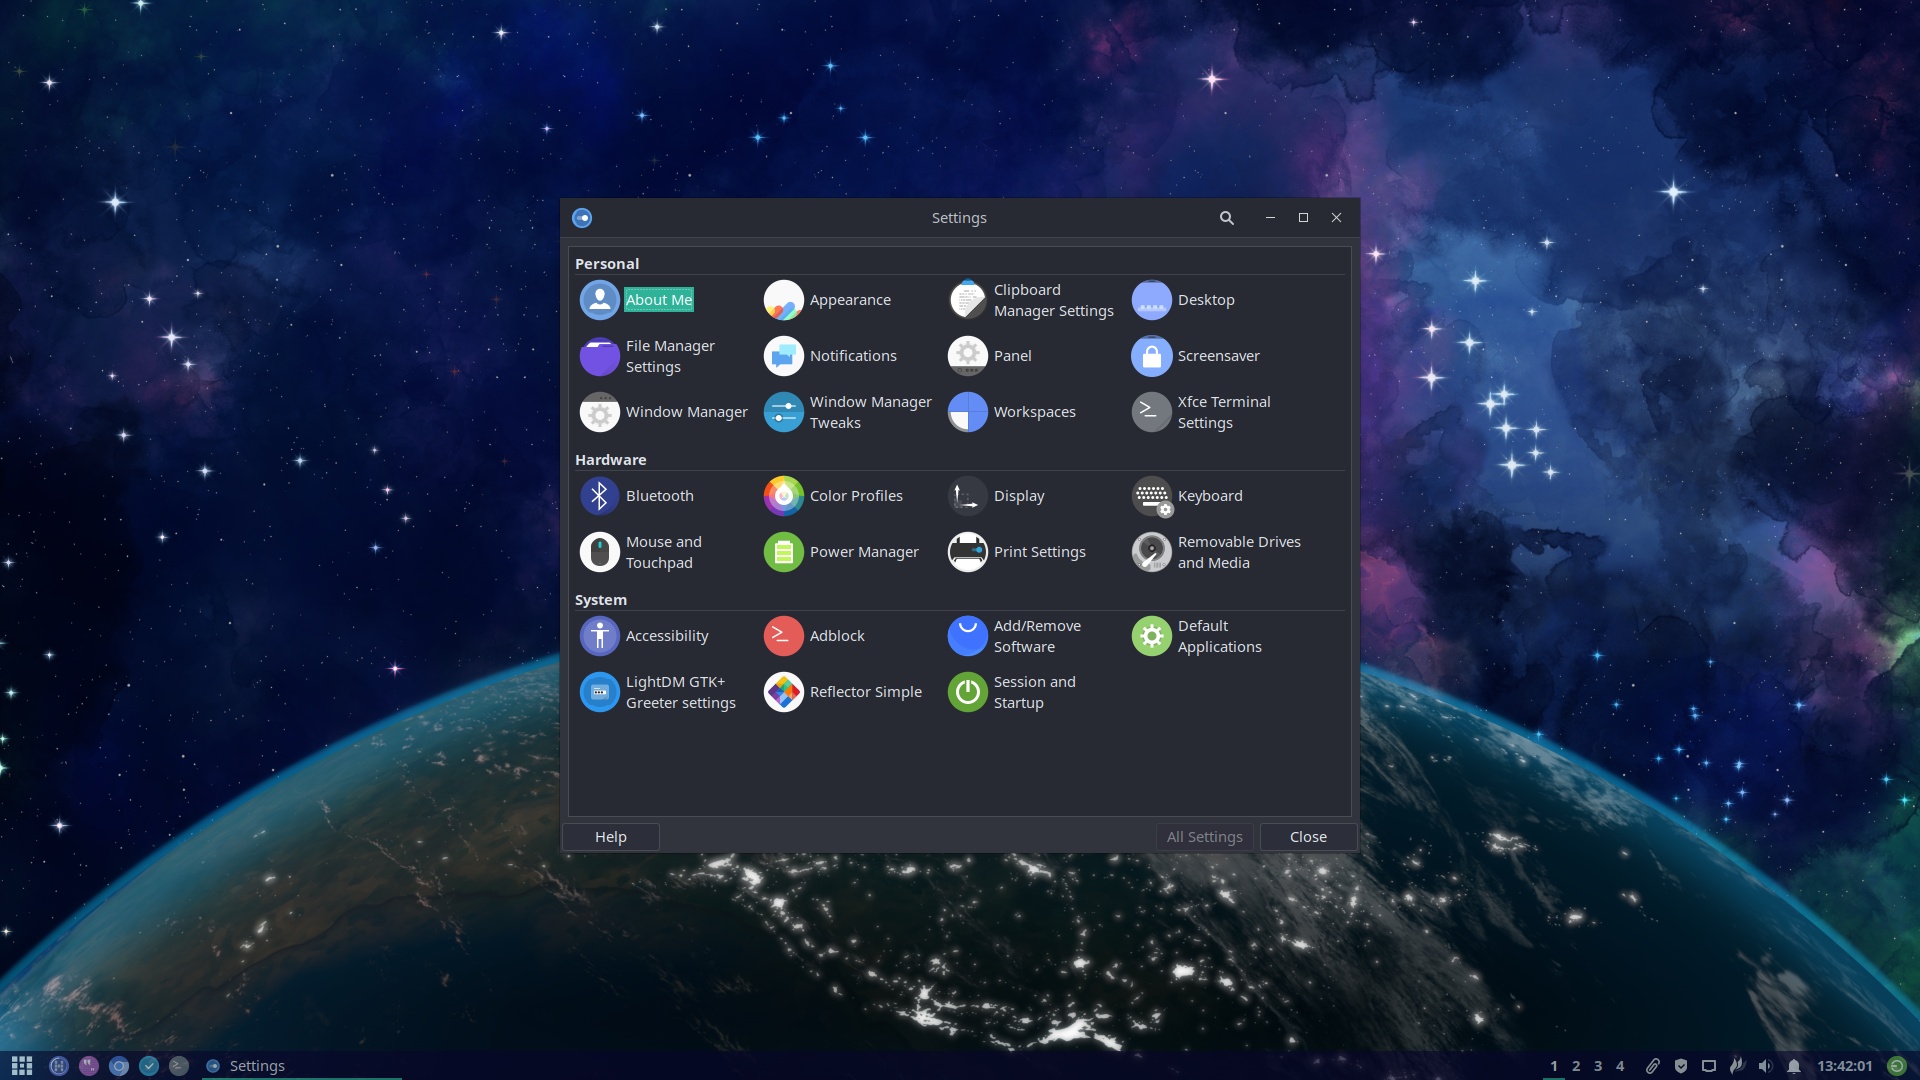 Settings
Personal
About Me
Appearance
Clipboard
Manager Settings
Desktop
File Manager
Settings
Notifications
Panel
Screensaver
Window Manager
Window Manager
Tweaks
Workspaces
Xfce Terminal
Settings
Hardware
Bluetooth
Color Profiles
Display
Keyboard
Mouse and
Touchpad
Power Manager
Print Settings
Removable Drives
and Media
System
Accessibility
Adblock
Add/Remove
Software
Default
Applications
LightDM GTK+
Greeter settings
Reflector Simple
Session and
Startup
Help
All Settings
Close
Settings
1 2 3 4
13:42:01